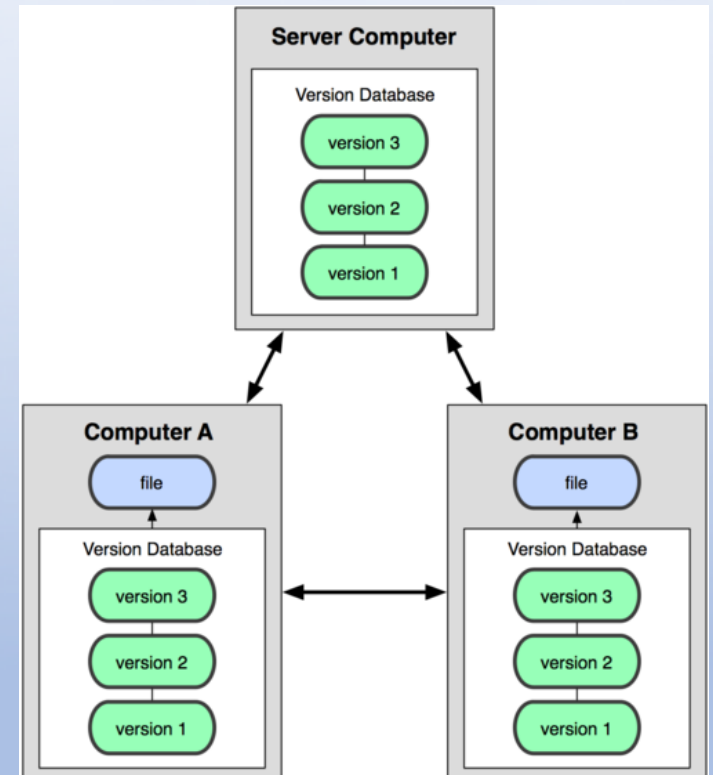 Server Computer
Version Database
version 3
version 2
version 1
Computer A
file
Version Database
version 3
version 2
version 1
Computer B
file
Version Database
version 3
version 2
version 1